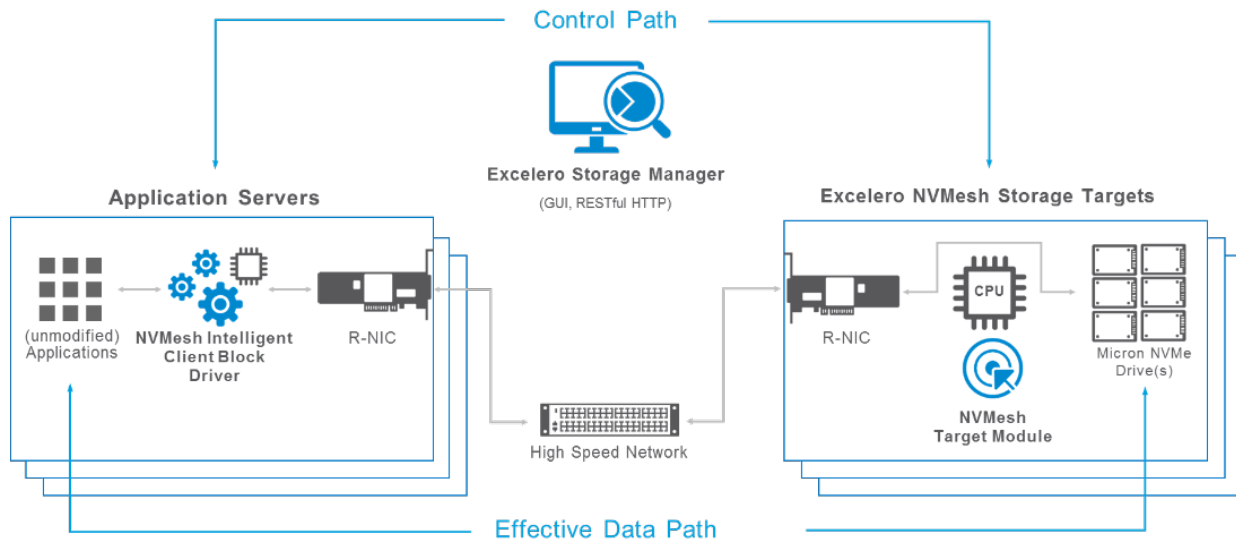 Control Path
Excelero Storage Manager
(GUI, RESTful HTTP)
Application Servers
(unmodified)
Applications
NVMesh Intelligent
Client Block
Driver
R-NIC
High Speed Network
Excelero NVMesh Storage Targets
R-NIC
CPU
NVMesh
Target Module
Micron NVMe
Drive(s)
Effective Data Path